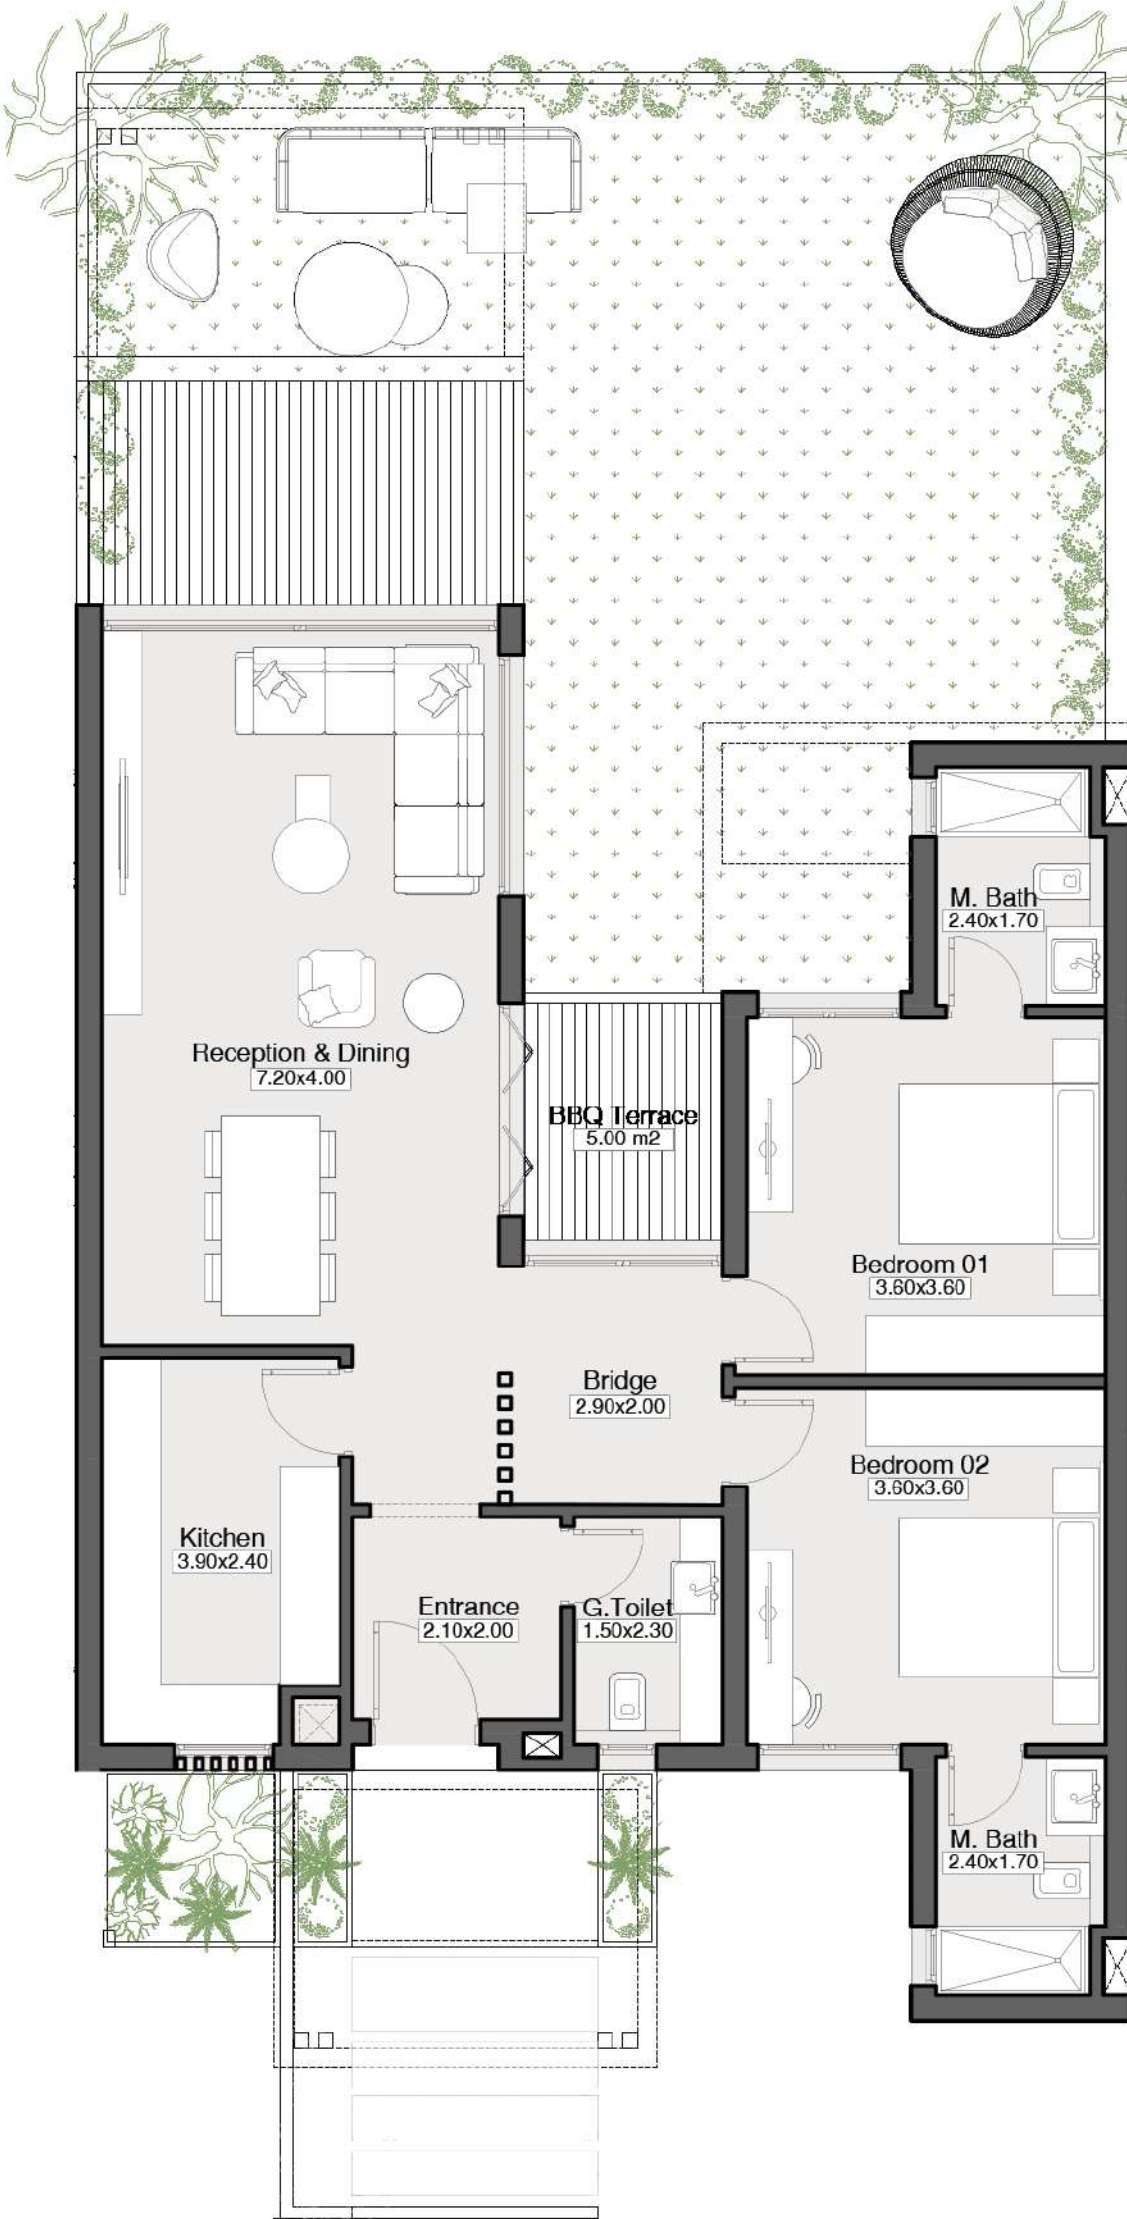 M. Bath
2.40x1.70
Reception & Dining
7.20x4.00
BBQ Terrace
5.00 m2
Bedroom 01
3.60x3.60
Bridge
2.90x2.00
Bedroom 02
3.60x3.60
Kitchen
3.90x2.40
Entrance
2.10x2.00
G.Toilet
1.50x2.30
M. Bath
2.40x1.70